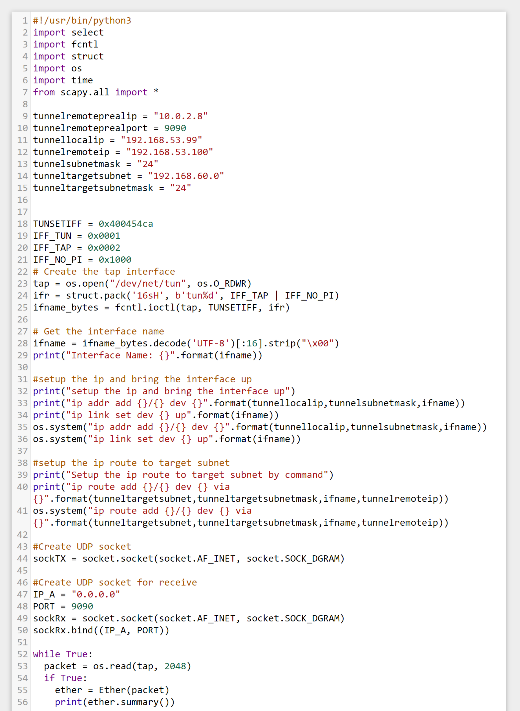 1 #!/usr/bin/python3
2 import select
3 import fcntl
4 import struct
5 import os
6 import time
7 from scapy.all import *
8
9 tunnelremoteprealip = "10.0.2.8"
10 tunnelremoteprealport = 9090
11 tunnellocalip = "192.168.53.99"
12 tunnelremoteip = "192.168.53.100"
13 tunnelsubnetmask = "24"
14 tunneltargetsubnet = "192.168.60.0"
15 tunneltargetsubnetmask = "24"
16
17
18 TUNSETIFF = 0x400454ca
19 IFF_TUN = 0x0001
20 IFF_TAP = 0x0002
21 IFF_NO_PI = 0x1000
22 # Create the tap interface
23 tap = os.open("/dev/net/tun", os.O_RDWR)
24 ifr = struct.pack('16sH', b'tun%d', IFF_TAP | IFF_NO_PI)
25 ifname_bytes = fcntl.ioctl(tap, TUNSETIFF, ifr)
26
27 # Get the interface name
28 ifname = ifname_bytes.decode('UTF-8')[:16].strip("\x00")
29 print("Interface Name: {}".format(ifname))
30
31 #setup the ip and bring the interface up
32 print("setup the ip and bring the interface up")
33 print("ip addr add {}/{} dev {}".format(tunnellocalip,tunnelsubnetmask,ifname))
34 print("ip link set dev {} up".format(ifname))
35 os.system("ip addr add {}/{} dev {}".format(tunnellocalip,tunnelsubnetmask,ifname))
36 os.system("ip link set dev {} up".format(ifname))
37
38 #setup the ip route to target subnet
39 print("Setup the ip route to target subnet by command")
40 print("ip route add {}/{} dev {} via
{}".format(tunneltargetsubnet,tunneltargetsubnetmask,ifname,tunnelremoteip))
41 os.system("ip route add {}/{} dev {} via
{}".format(tunneltargetsubnet,tunneltargetsubnetmask,ifname,tunnelremoteip))
42
43 #Create UDP socket
44 sockTX = socket.socket(socket.AF_INET, socket.SOCK_DGRAM)
45
46 #Create UDP socket for receive
47 IP_A = "0.0.0.0"
48 PORT = 9090
49 sockRx = socket.socket(socket.AF_INET, socket.SOCK_DGRAM)
50 sockRx.bind((IP_A, PORT))
51
52 while True:
53 packet = os.read(tap, 2048)
54 if True:
55 ether = Ether(packet)
56 print(ether.summary())